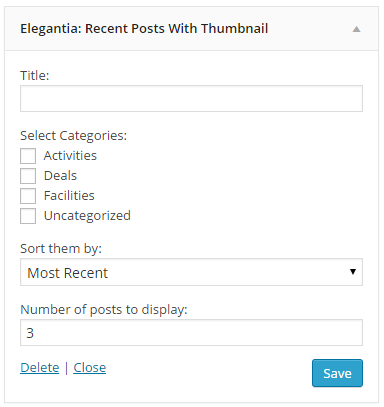 Elegantia: Recent Posts With Thumbnail
Title:
Select Categories:
Activities
Deals
Facilities
Uncategorized
Sort them by:
Most Recent
Number of posts to display:
3
Delete | Close Save